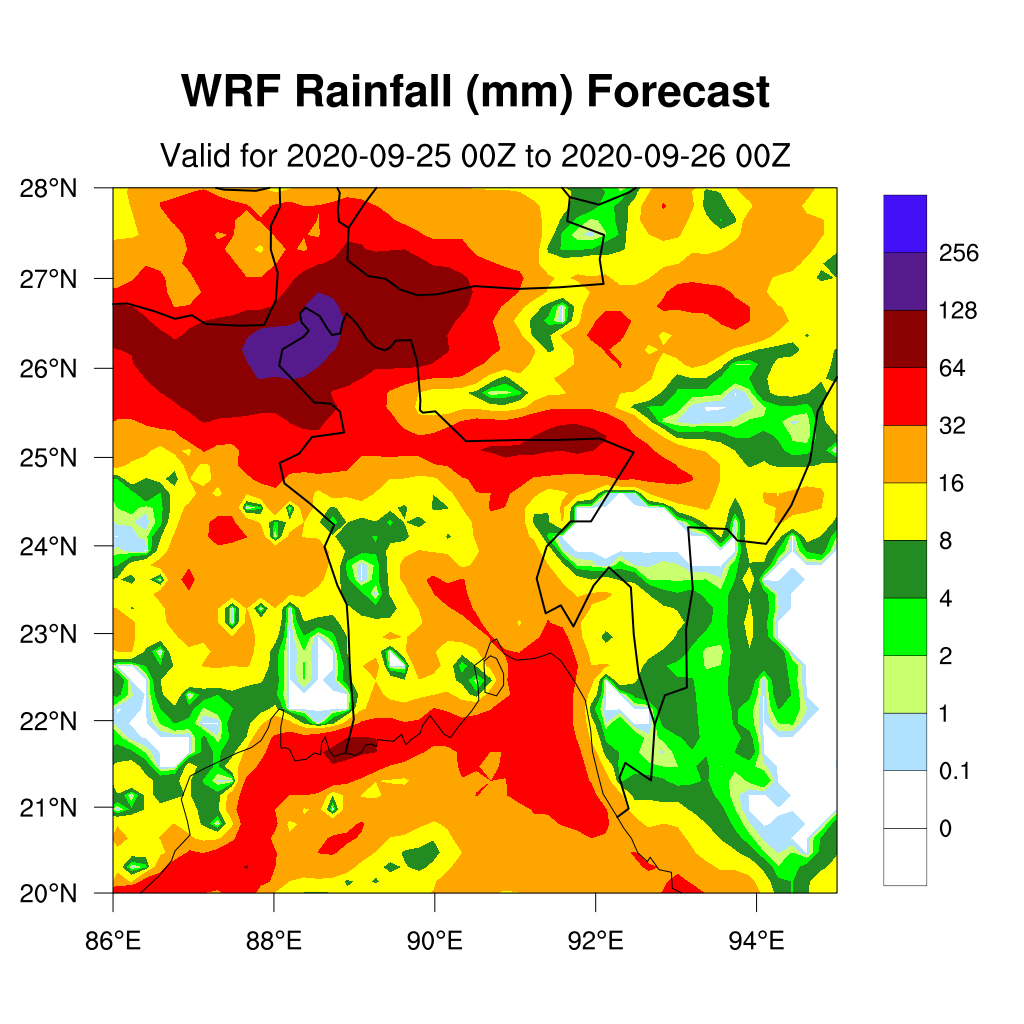 WRF Rainfall (mm) Forecast
Valid for 2020-09-25 00Z to 2020-09-26 00Z
28°N
27°N
26°N
25°N
24°N
23°N
22°N
21°N
20°N
86°E 88°E 90°E 92°E 94°E
256
128
64
32
16
8
4
2
1
0.1
0